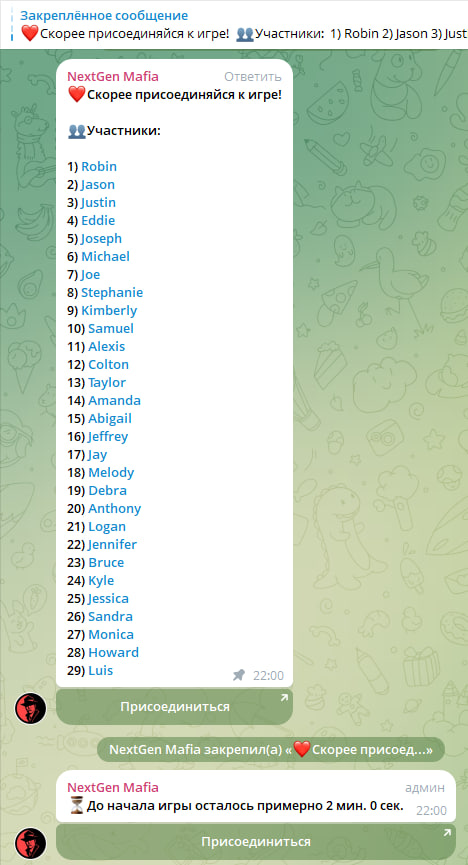 Закреплённое сообщение
❤️Скорее присоединяйся к игре! 👥Участники: 1) Robin 2) Jason 3) Just
NextGen Mafia Ответить
❤️Скорее присоединяйся к игре!
👥Участники:
1) Robin
2) Jason
3) Justin
4) Eddie
5) Joseph
6) Michael
7) Joe
8) Stephanie
9) Kimberly
10) Samuel
11) Alexis
12) Colton
13) Taylor
14) Amanda
15) Abigail
16) Jeffrey
17) Jay
18) Melody
19) Debra
20) Anthony
21) Logan
22) Jennifer
23) Bruce
24) Kyle
25) Jessica
26) Sandra
27) Monica
28) Howard
29) Luis
22:00
Присоединиться
NextGen Mafia закрепил(а) «❤️Скорее присоед...»
NextGen Mafia админ
⏳До начала игры осталось примерно 2 мин. 0 сек.
22:00
Присоединиться